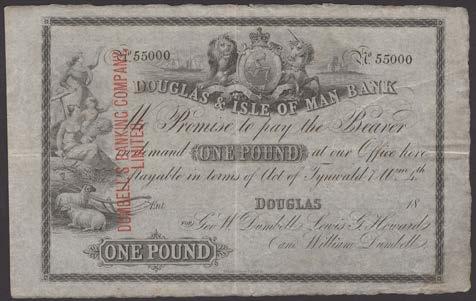 No 55000
No 55000
DOUGLAS & ISLE OF MAN BANK
DUMBELL'S BANKING COMPANY
LIMITED.
We Promise to pay the Bearer
on demand ONE POUND at our Office here
payable in terms of Act of Tynwald 7. Wm. 4th
DOUGLAS 18
FOR Geo. W. Dumbell, Lewis G. Howard
and William Dumbell
ONE POUND